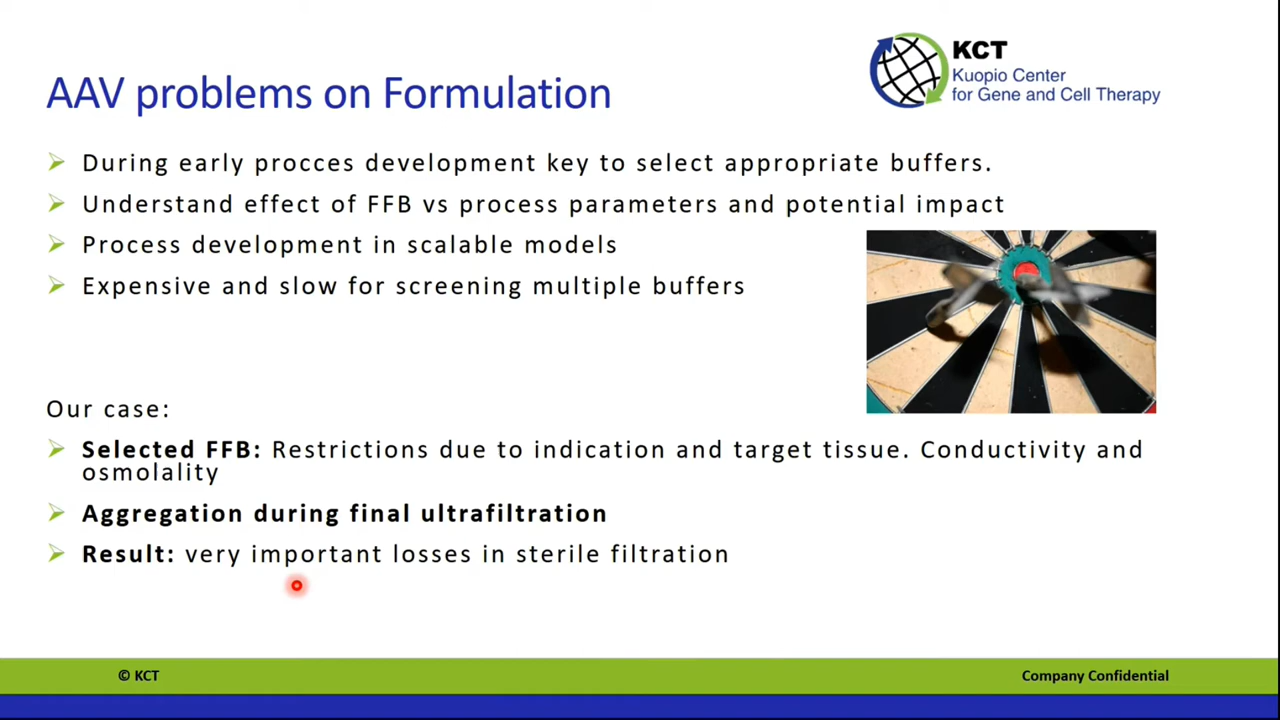 KCT
Kuopio Center
for Gene and Cell Therapy
AAV problems on Formulation
During early procces development key to select appropriate buffers.
Understand effect of FFB vs process parameters and potential impact
Process development in scalable models
Expensive and slow for screening multiple buffers
Our case:
Selected FFB: Restrictions due to indication and target tissue. Conductivity and
osmolality
Aggregation during final ultrafiltration
Result: very important losses in sterile filtration
© KCT
Company Confidential